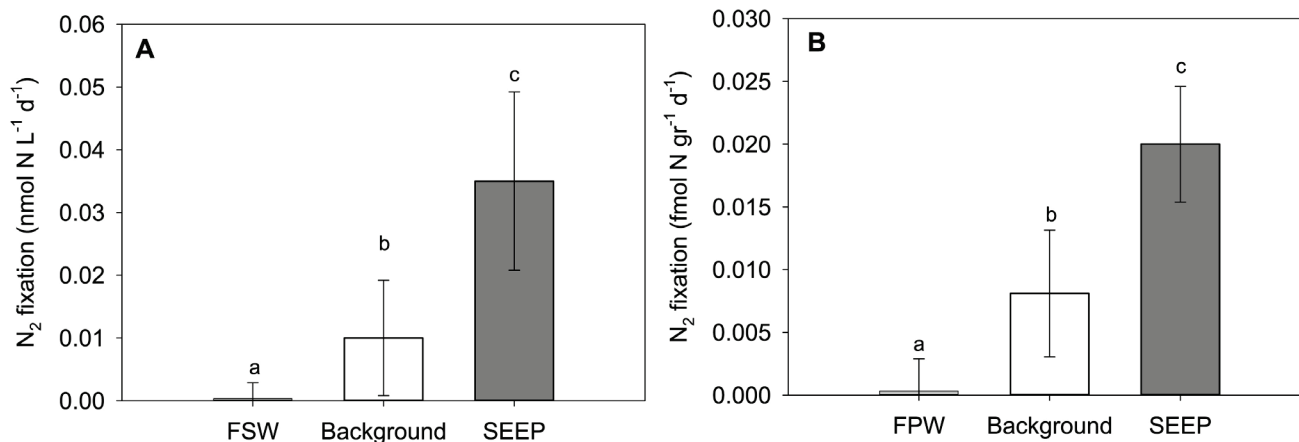 A
N₂ fixation (nmol N L⁻¹ d⁻¹)
0.06
0.05
0.04
0.03
0.02
0.01
0.00
a
b
c
FSW Background SEEP
B
N₂ fixation (fmol N gr⁻¹ d⁻¹)
0.030
0.025
0.020
0.015
0.010
0.005
0.000
a
b
c
FPW Background SEEP